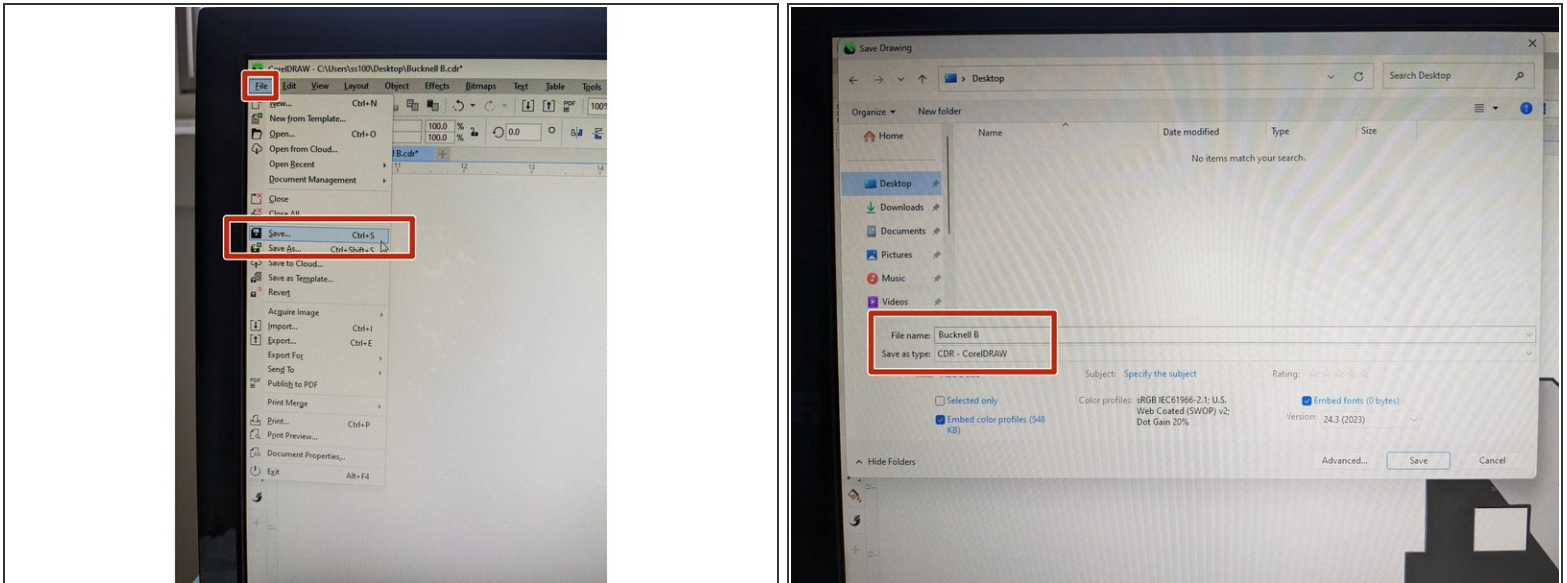 CorelDRAW - C:\Users\ss100\Desktop\Bucknell B.cdr*
File Edit View Layout Object Effects Bitmaps Text Table Tools
New... Ctrl+N
New from Template...
Open... Ctrl+O
Open from Cloud...
Open Recent
Document Management
Close
Close All
Save... Ctrl+S
Save As... Ctrl+Shift+S
Save to Cloud...
Save as Template...
Revert
Acquire Image
Import... Ctrl+I
Export... Ctrl+E
Export For
Send To
Publish to PDF
Print Merge
Print... Ctrl+P
Print Preview...
Document Properties...
Exit Alt+F4
PDF 100%
100.0 %
100.0 %
0.0
B.cdr*
11 12 13 14
Save Drawing
Desktop
Search Desktop
Organize New folder
Name Date modified Type Size
No items match your search.
Home
Desktop
Downloads
Documents
Pictures
Music
Videos
File name: Bucknell B
Save as type: CDR - CorelDRAW
Subject: Specify the subject Rating:
Selected only
Embed color profiles (548
KB)
Color profiles: sRGB IEC61966-2.1; U.S.
Web Coated (SWOP) v2;
Dot Gain 20%
Embed fonts (0 bytes)
Version: 24.3 (2023)
Hide Folders
Advanced... Save Cancel